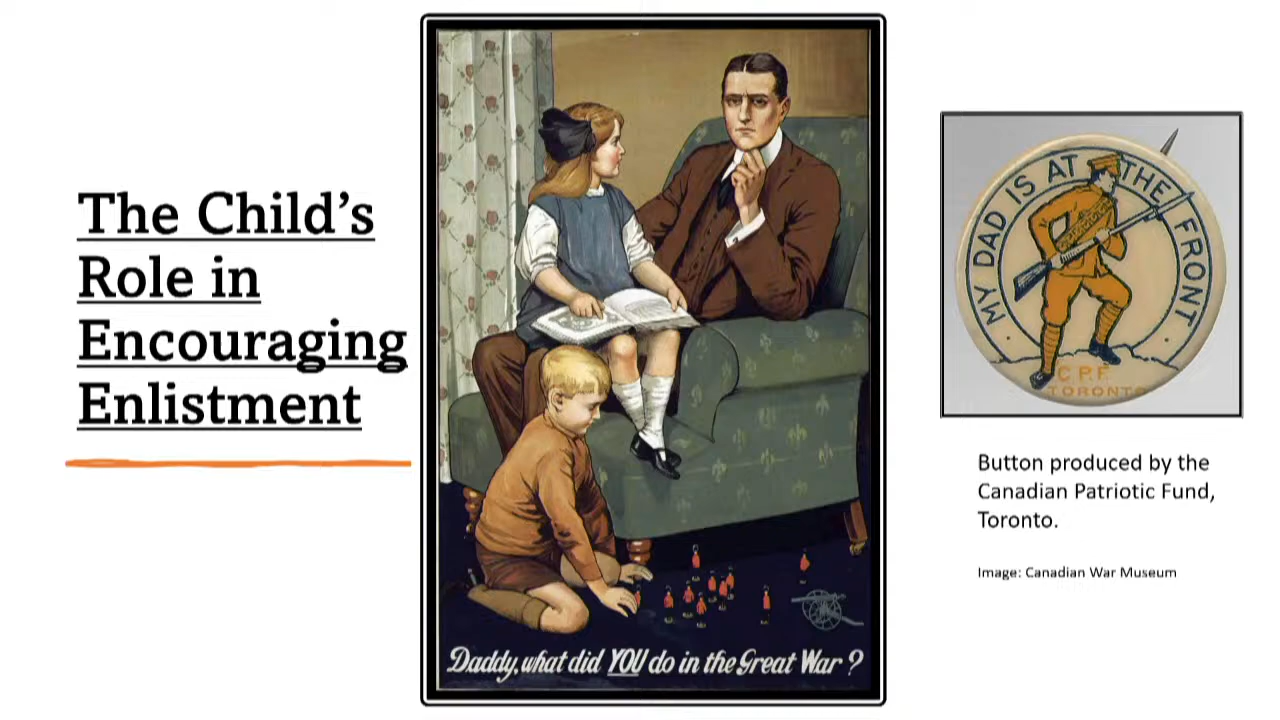 The Child's
Role in
Encouraging
Enlistment
Daddy, what did YOU do in the Great War?
MY DAD IS AT THE FRONT
C.P.F.
TORONTO
Button produced by the
Canadian Patriotic Fund,
Toronto.
Image: Canadian War Museum